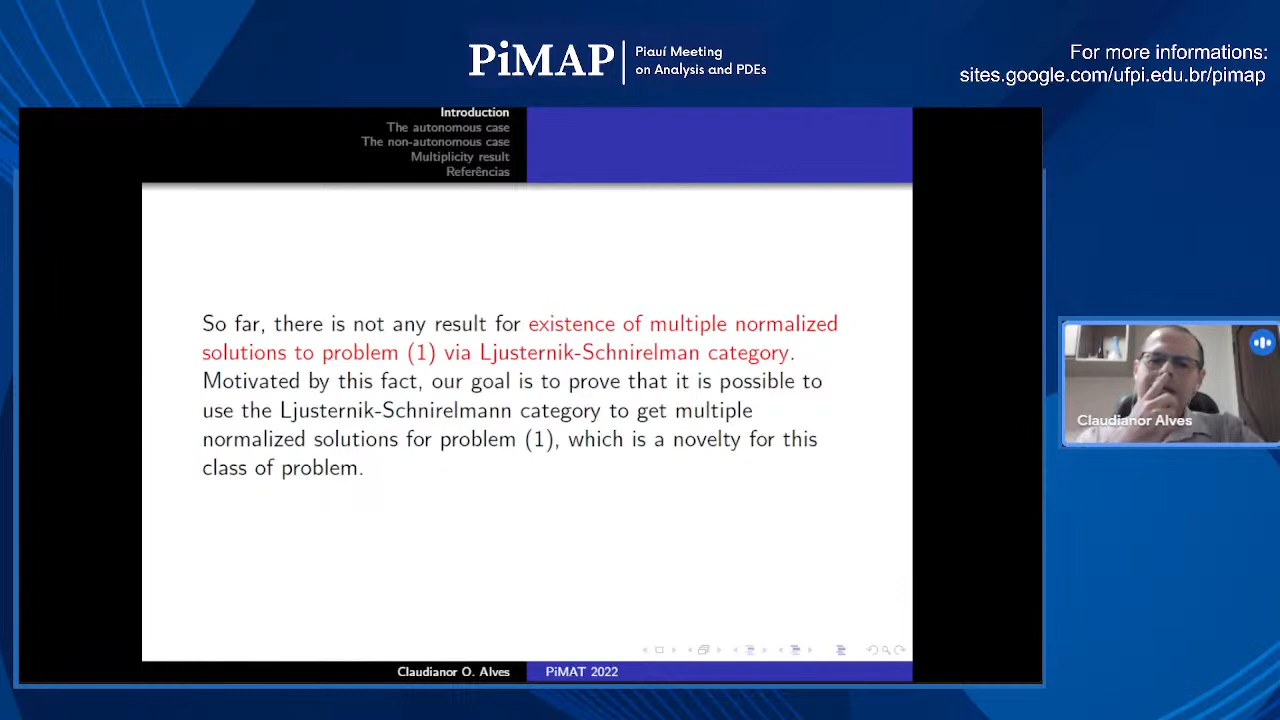 PiMAP
Piauí Meeting
on Analysis and PDEs
For more informations:
sites.google.com/ufpi.edu.br/pimap
Introduction
The autonomous case
The non-autonomous case
Multiplicity result
Referências
So far, there is not any result for existence of multiple normalized
solutions to problem (1) via Ljusternik-Schnirelman category.
Motivated by this fact, our goal is to prove that it is possible to
use the Ljusternik-Schnirelmann category to get multiple
normalized solutions for problem (1), which is a novelty for this
class of problem.
Claudianor Alves
Claudianor O. Alves
PiMAT 2022